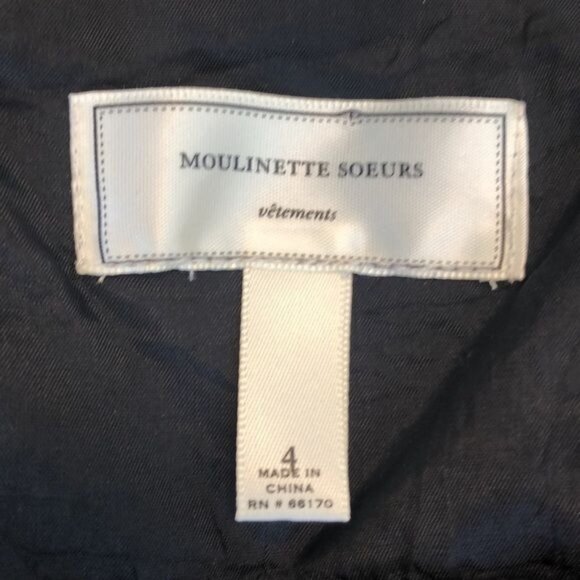 MOULINETTE SOEURS
vêtements
4
MADE IN
CHINA
RN # 66170